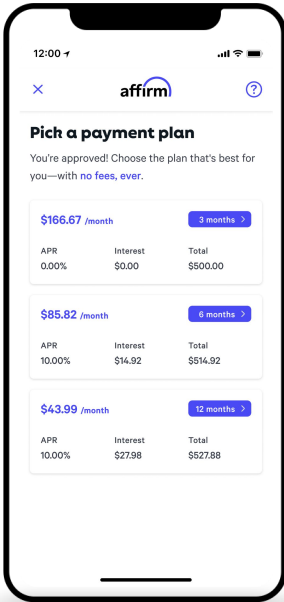 12:00
affirm
?
Pick a payment plan
You're approved! Choose the plan that's best for
you—with no fees, ever.
$166.67 /month 3 months >
APR Interest Total
0.00% $0.00 $500.00
$85.82 /month 6 months >
APR Interest Total
10.00% $14.92 $514.92
$43.99 /month 12 months >
APR Interest Total
10.00% $27.98 $527.88